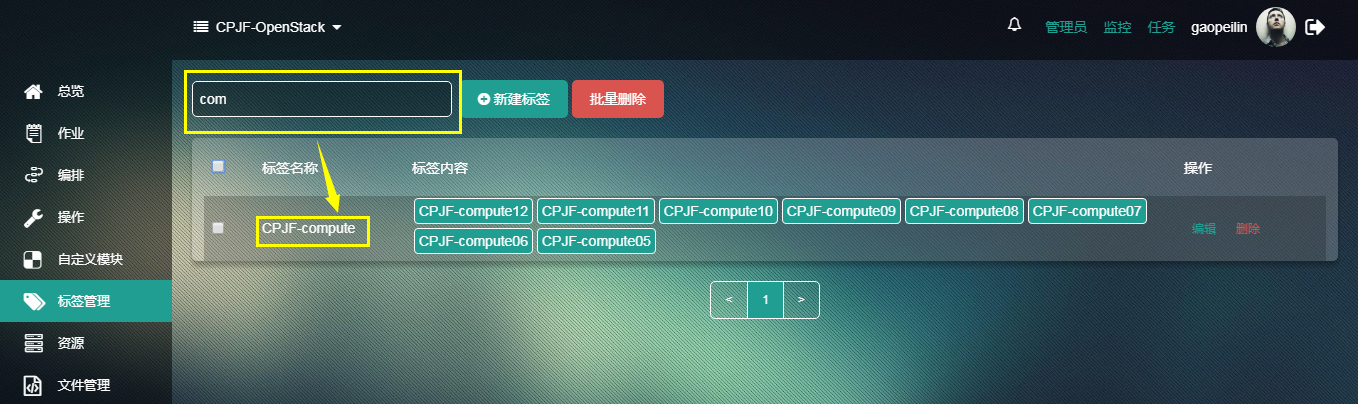 CPJF-OpenStack
管理员 监控 任务 gaopeilin
总览
作业
编排
操作
自定义模块
标签管理
资源
文件管理
com 新建标签 批量删除
标签名称 标签内容 操作
CPJF-compute CPJF-compute12 CPJF-compute11 CPJF-compute10 CPJF-compute09 CPJF-compute08 CPJF-compute07
CPJF-compute06 CPJF-compute05 编辑 删除
< 1 >